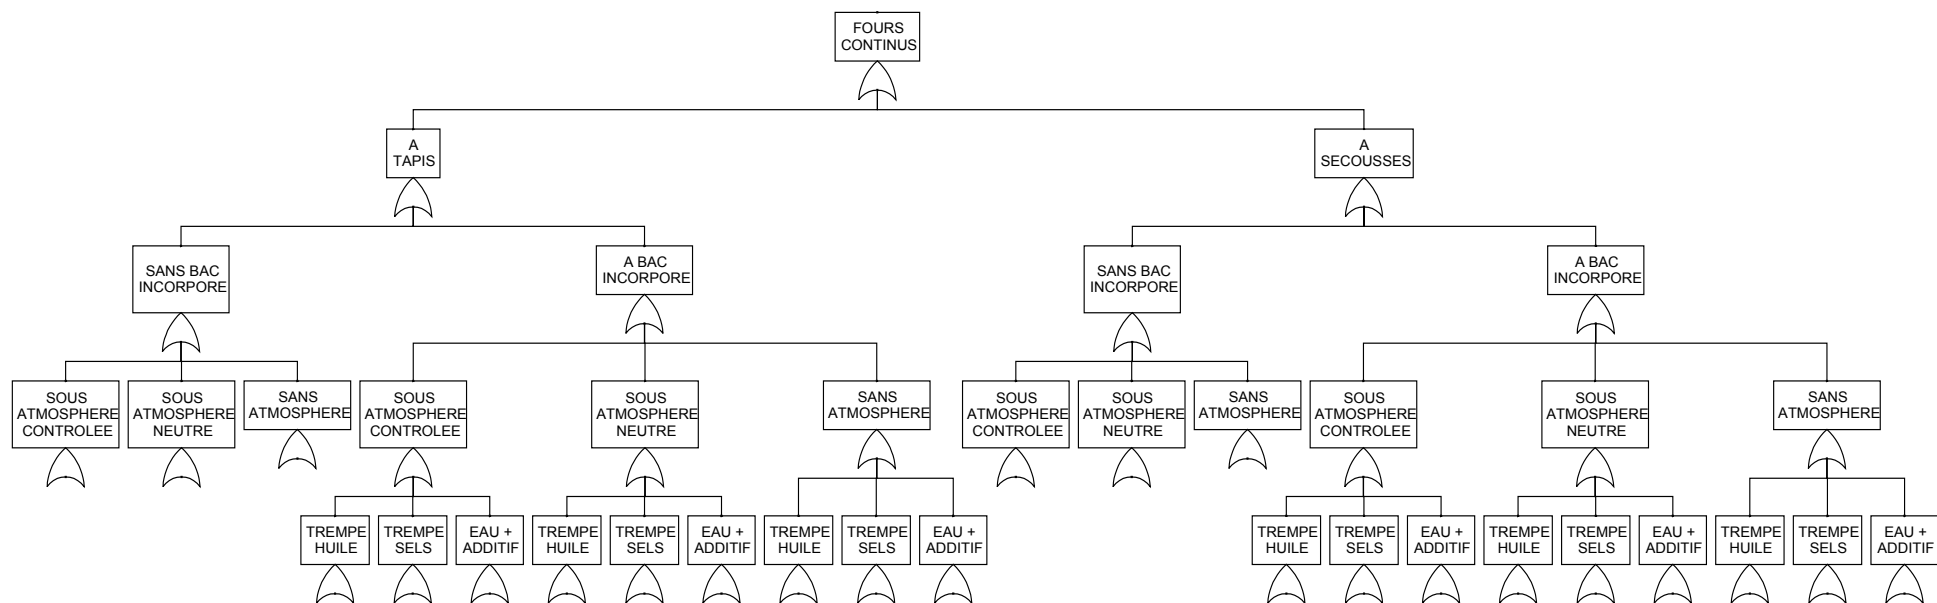 FOURS
CONTINUS
A
TAPIS
A
SECOUSSES
SANS BAC
INCORPORE
A BAC
INCORPORE
SANS BAC
INCORPORE
A BAC
INCORPORE
SOUS
ATMOSPHERE
CONTROLEE
SOUS
ATMOSPHERE
NEUTRE
SANS
ATMOSPHERE
SOUS
ATMOSPHERE
CONTROLEE
SOUS
ATMOSPHERE
NEUTRE
SANS
ATMOSPHERE
SOUS
ATMOSPHERE
CONTROLEE
SOUS
ATMOSPHERE
NEUTRE
SANS
ATMOSPHERE
SOUS
ATMOSPHERE
CONTROLEE
SOUS
ATMOSPHERE
NEUTRE
SANS
ATMOSPHERE
TREMPE
HUILE
TREMPE
SELS
EAU +
ADDITIF
TREMPE
HUILE
TREMPE
SELS
EAU +
ADDITIF
TREMPE
HUILE
TREMPE
SELS
EAU +
ADDITIF
TREMPE
HUILE
TREMPE
SELS
EAU +
ADDITIF
TREMPE
HUILE
TREMPE
SELS
EAU +
ADDITIF
TREMPE
HUILE
TREMPE
SELS
EAU +
ADDITIF